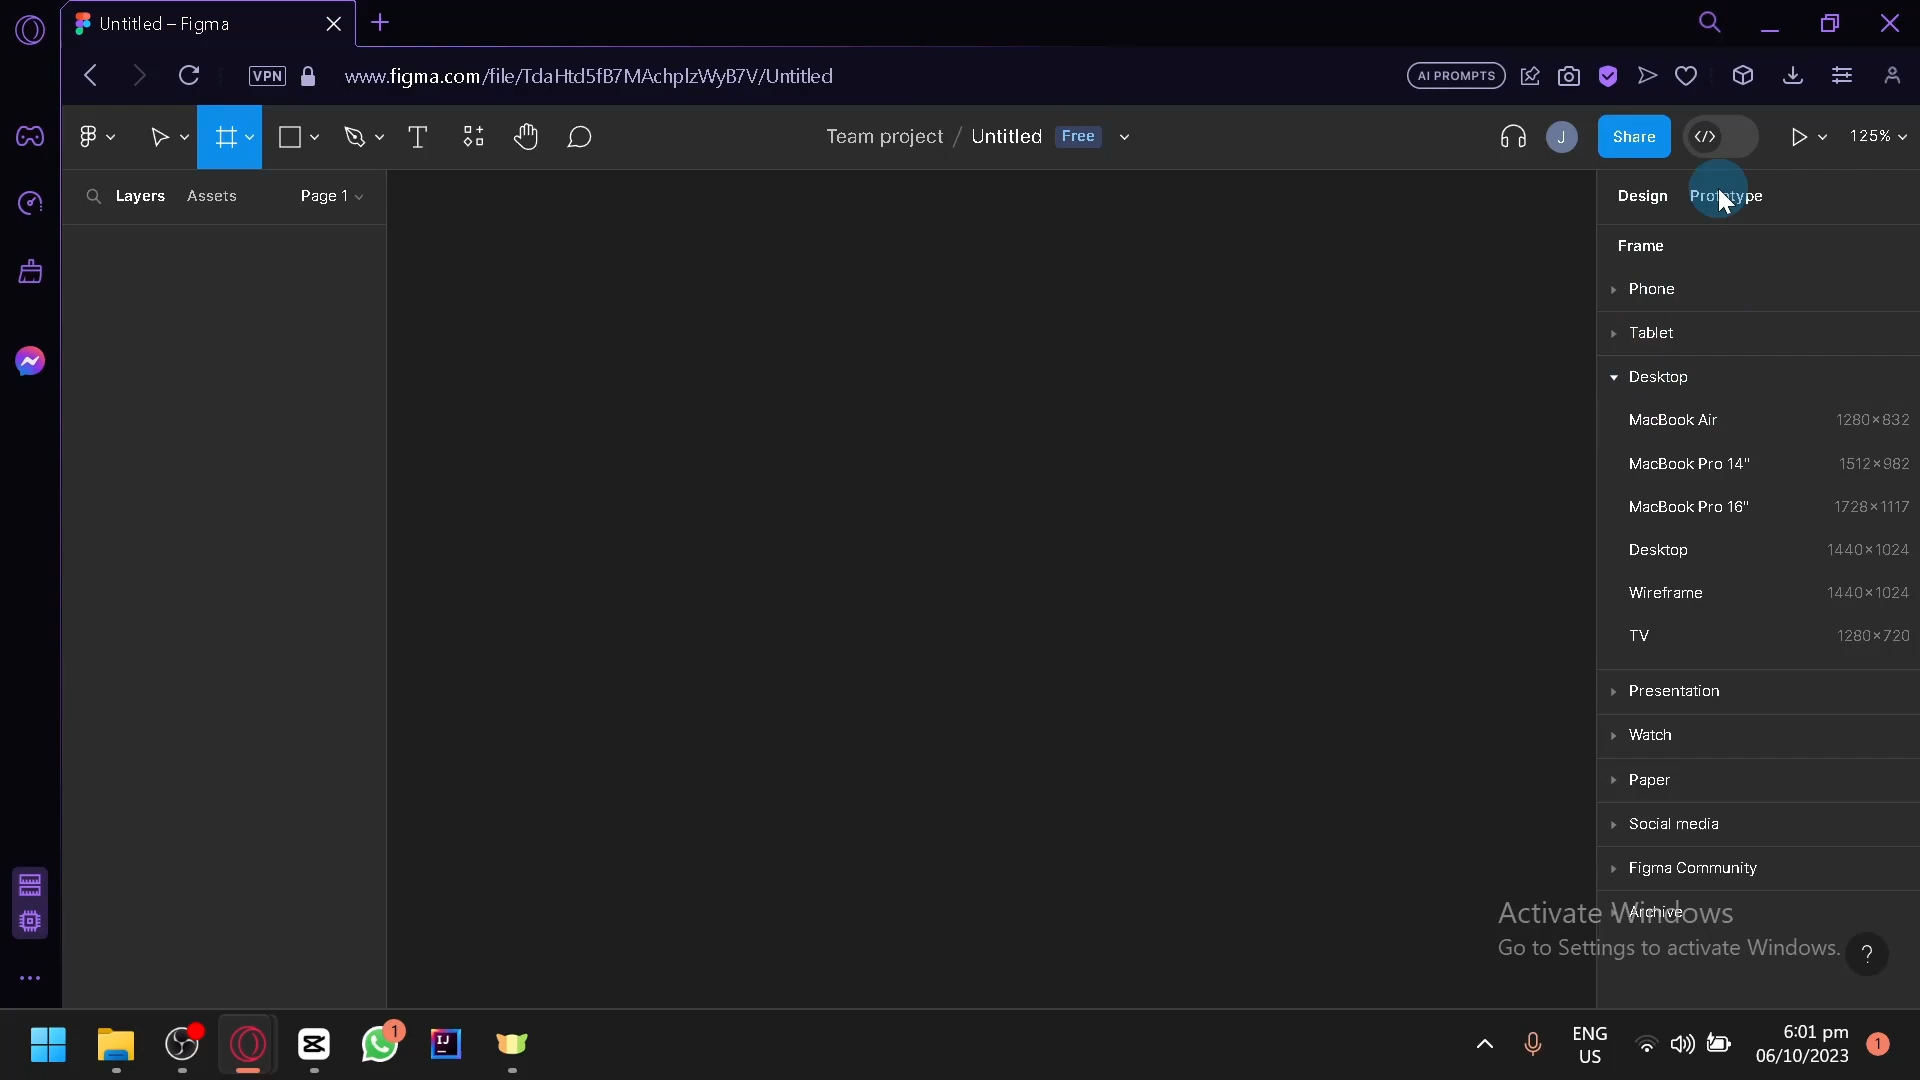 Untitled – Figma
VPN
www.figma.com/file/TdaHtd5fB7MAchplzWyB7V/Untitled
AI PROMPTS
Team project / Untitled Free
J
Share
125%
Layers Assets Page 1
Design Prototype
Frame
Phone
Tablet
Desktop
MacBook Air 1280×832
MacBook Pro 14" 1512×982
MacBook Pro 16" 1728×1117
Desktop 1440×1024
Wireframe 1440×1024
TV 1280×720
Presentation
Watch
Paper
Social media
Figma Community
Archive
Activate Windows
Go to Settings to activate Windows.
?
1
IJ
ENG
US
6:01 pm
06/10/2023
1